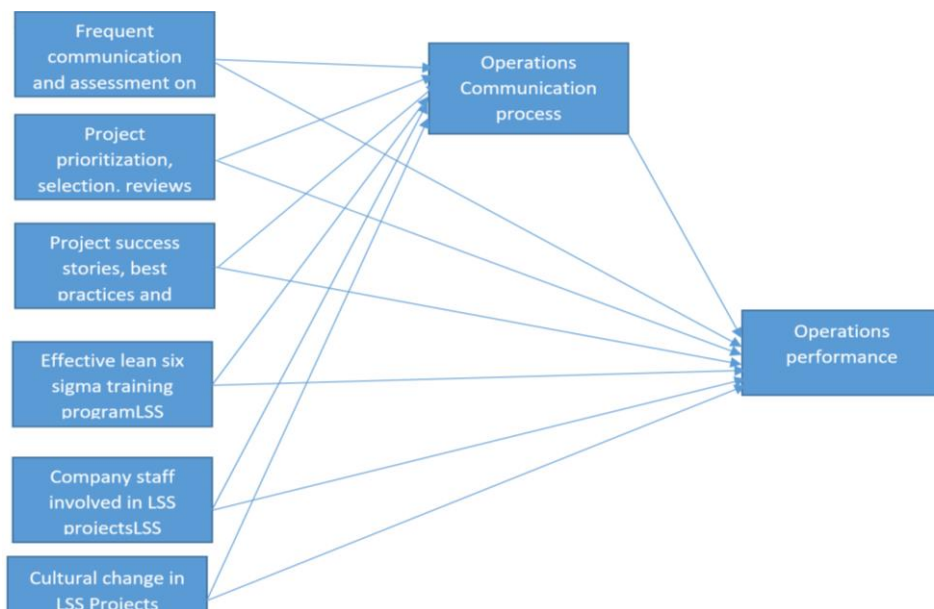 Frequent
communication
and assessment on
Operations
Communication
process
Project
prioritization,
selection. reviews
Project success
stories, best
practices and
Operations
performance
Effective lean six
sigma training
programLSS
Company staff
involved in LSS
projectsLSS
Cultural change in
LSS Projects